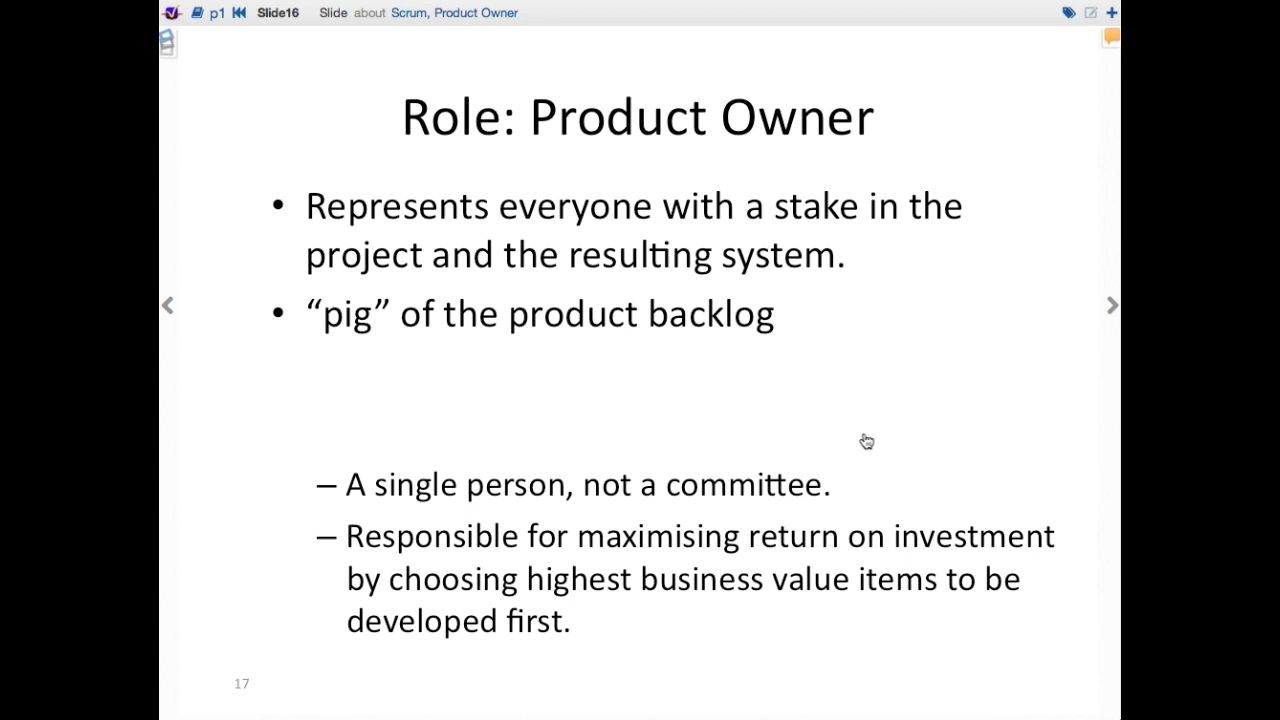 p1 Slide16 Slide about Scrum, Product Owner
Role: Product Owner
• Represents everyone with a stake in the
project and the resulting system.
• “pig” of the product backlog
– A single person, not a committee.
– Responsible for maximising return on investment
by choosing highest business value items to be
developed first.
17